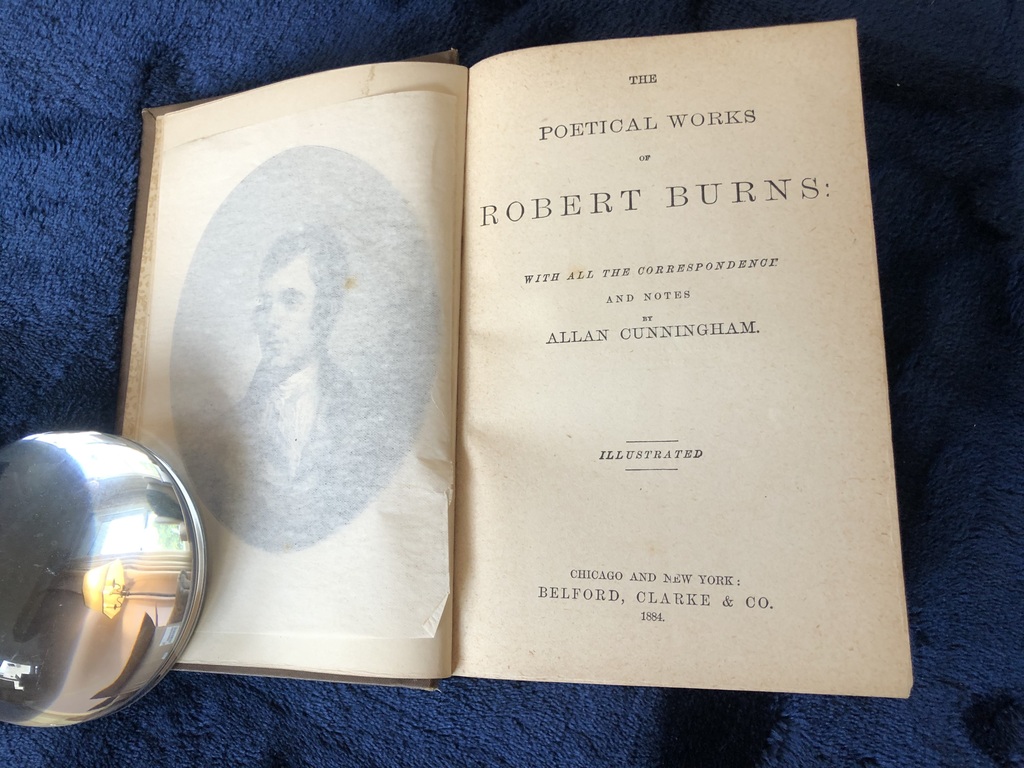 THE
POETICAL WORKS
OF
ROBERT BURNS:
WITH ALL THE CORRESPONDENCE
AND NOTES
BY
ALLAN CUNNINGHAM.
ILLUSTRATED
CHICAGO AND NEW YORK:
BELFORD, CLARKE & CO.
1884.